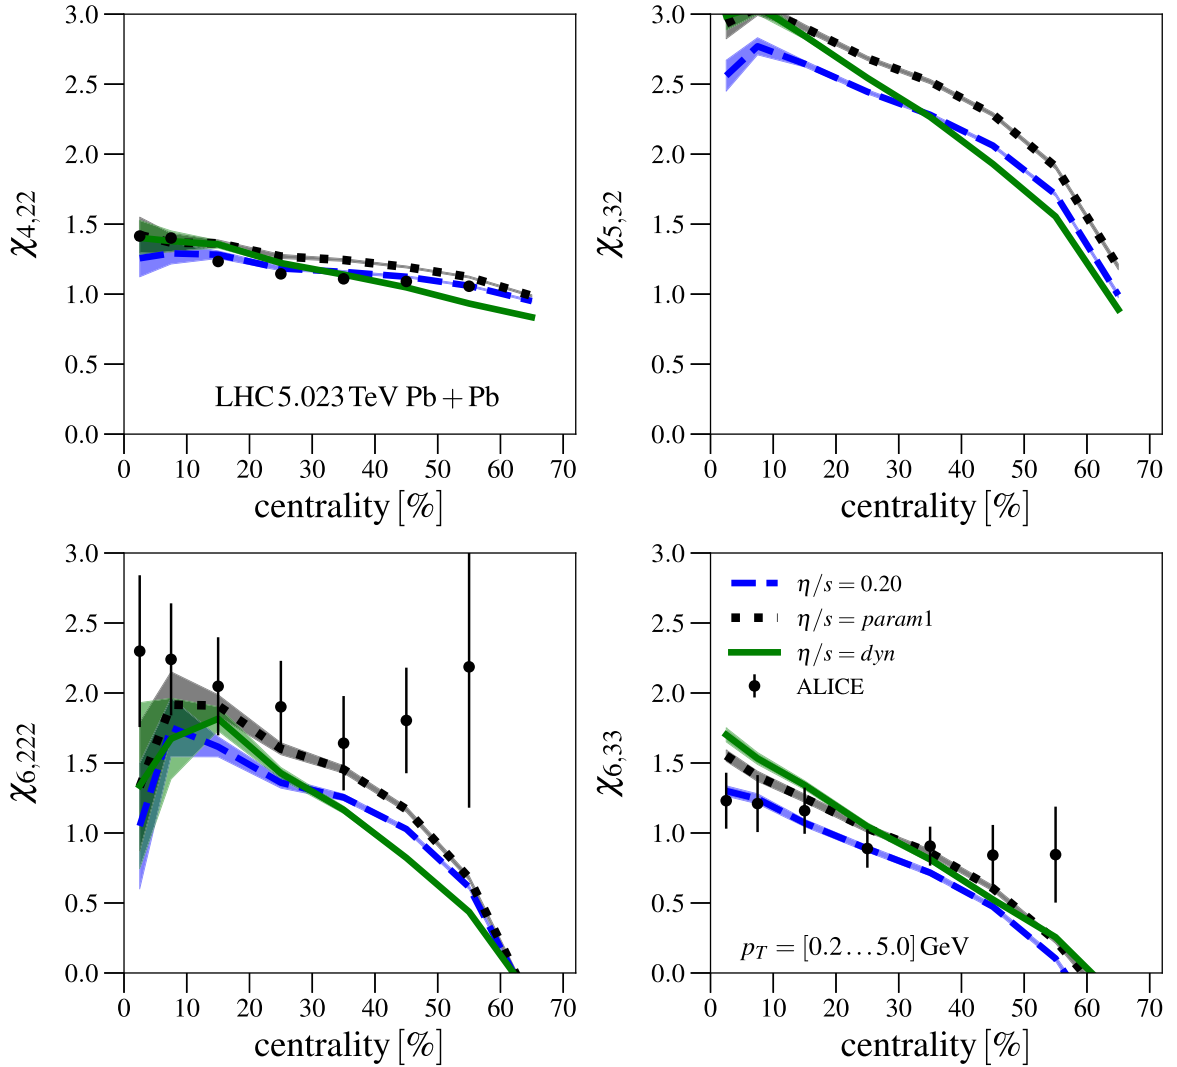 3.0
2.5
2.0
1.5
1.0
0.5
0.0
χ4,22
LHC 5.023 TeV Pb + Pb
0 10 20 30 40 50 60 70
centrality [%]
3.0
2.5
2.0
1.5
1.0
0.5
0.0
χ5,32
0 10 20 30 40 50 60 70
centrality [%]
3.0
2.5
2.0
1.5
1.0
0.5
0.0
χ6,222
0 10 20 30 40 50 60 70
centrality [%]
3.0
2.5
2.0
1.5
1.0
0.5
0.0
χ6,33
η/s = 0.20
η/s = param1
η/s = dyn
ALICE
pT = [0.2...5.0] GeV
0 10 20 30 40 50 60 70
centrality [%]